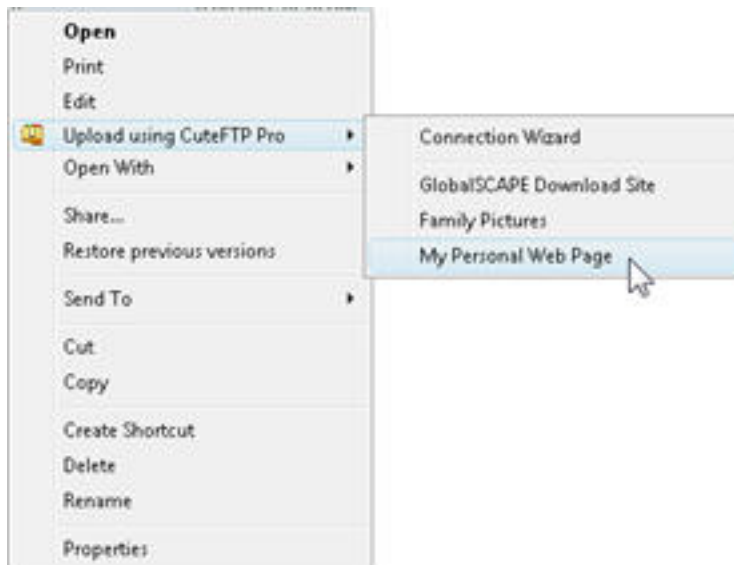 Open
Print
Edit
Upload using CuteFTP Pro
Open With
Share...
Restore previous versions
Send To
Cut
Copy
Create Shortcut
Delete
Rename
Properties
Connection Wizard
GlobalSCAPE Download Site
Family Pictures
My Personal Web Page